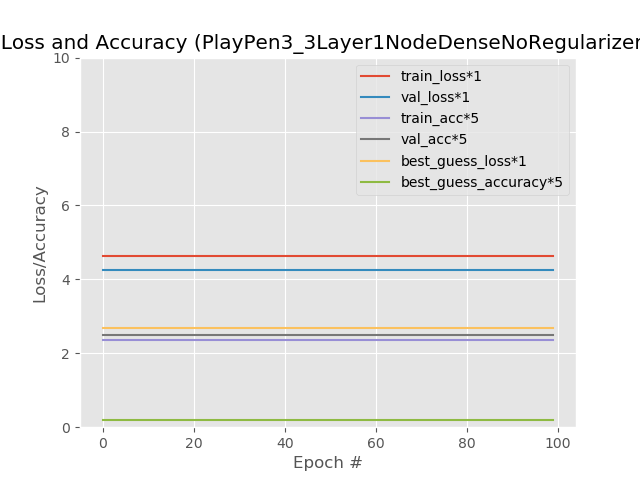 Loss and Accuracy (PlayPen3_3Layer1NodeDenseNoRegularizer
10
8
6
4
2
0
Loss/Accuracy
train_loss*1
val_loss*1
train_acc*5
val_acc*5
best_guess_loss*1
best_guess_accuracy*5
0 20 40 60 80 100
Epoch #